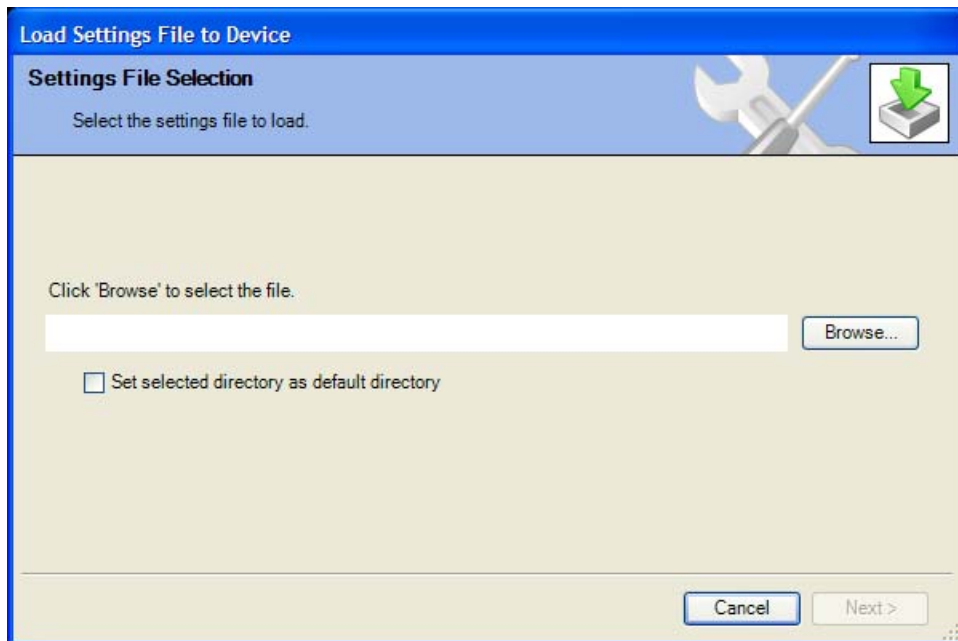 Load Settings File to Device
Settings File Selection
Select the settings file to load.
Click 'Browse' to select the file.
Browse...
Set selected directory as default directory
Cancel
Next >